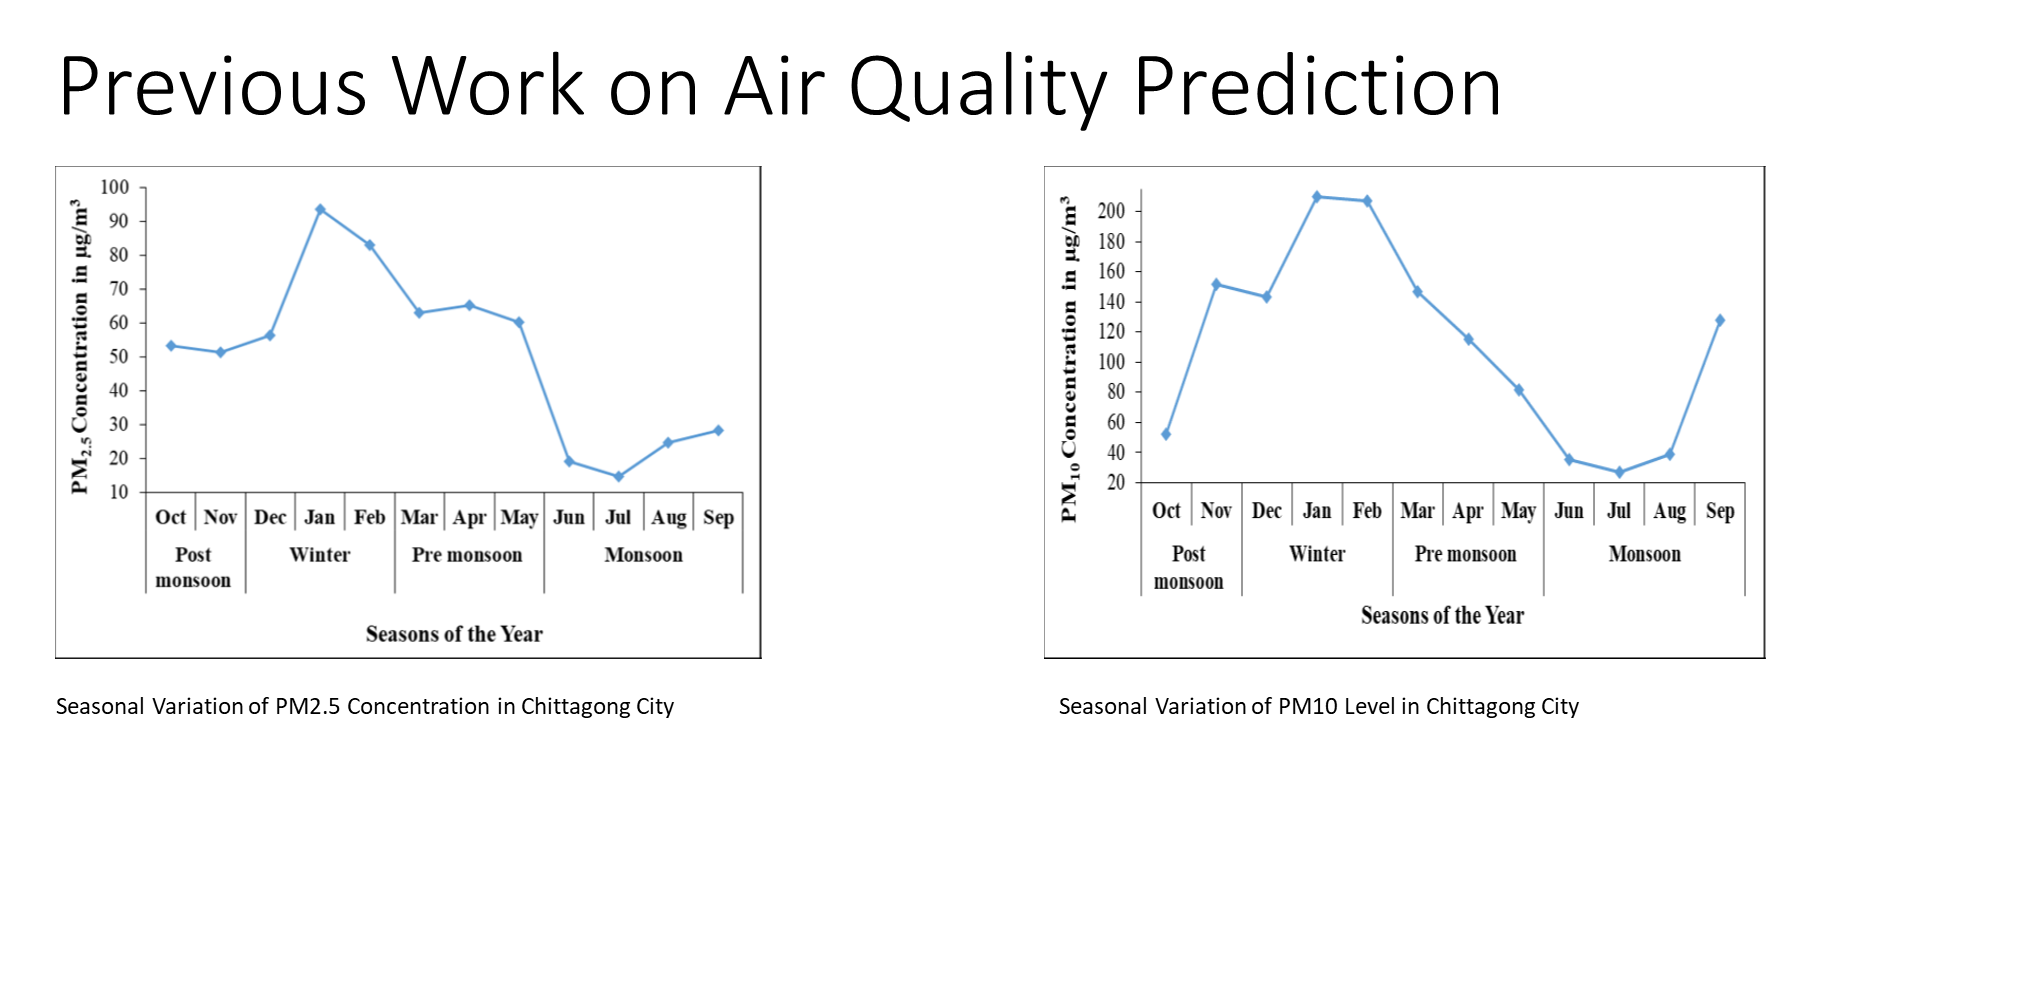 Previous Work on Air Quality Prediction
PM2.5 Concentration in µg/m³
100
90
80
70
60
50
40
30
20
10
Oct Nov Dec Jan Feb Mar Apr May Jun Jul Aug Sep
Post Winter Pre monsoon Monsoon
monsoon
Seasons of the Year
Seasonal Variation of PM2.5 Concentration in Chittagong City
PM10 Concentration in µg/m³
200
180
160
140
120
100
80
60
40
20
Oct Nov Dec Jan Feb Mar Apr May Jun Jul Aug Sep
Post Winter Pre monsoon Monsoon
monsoon
Seasons of the Year
Seasonal Variation of PM10 Level in Chittagong City